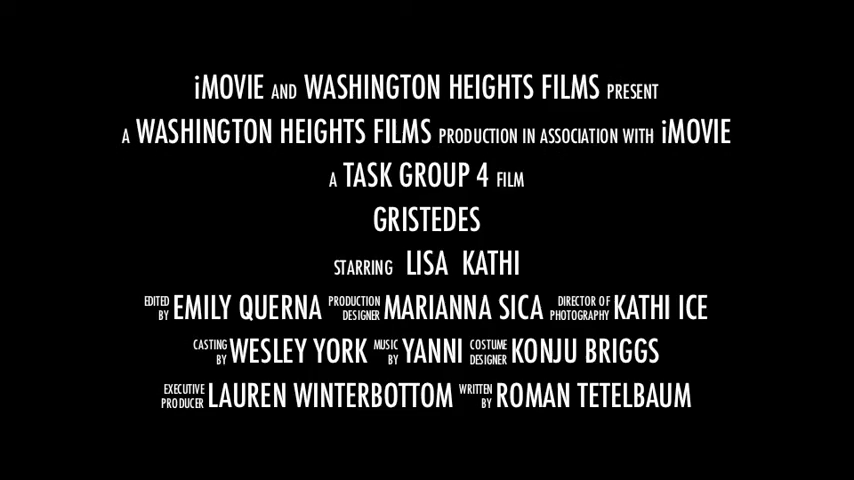 iMOVIE AND WASHINGTON HEIGHTS FILMS PRESENT
A WASHINGTON HEIGHTS FILMS PRODUCTION IN ASSOCIATION WITH iMOVIE
A TASK GROUP 4 FILM
GRISTEDES
STARRING LISA KATHI
EDITED BY EMILY QUERNA PRODUCTION DESIGNER MARIANNA SICA DIRECTOR OF PHOTOGRAPHY KATHI ICE
CASTING BY WESLEY YORK MUSIC BY YANNI COSTUME DESIGNER KONJU BRIGGS
EXECUTIVE PRODUCER LAUREN WINTERBOTTOM WRITTEN BY ROMAN TETELBAUM